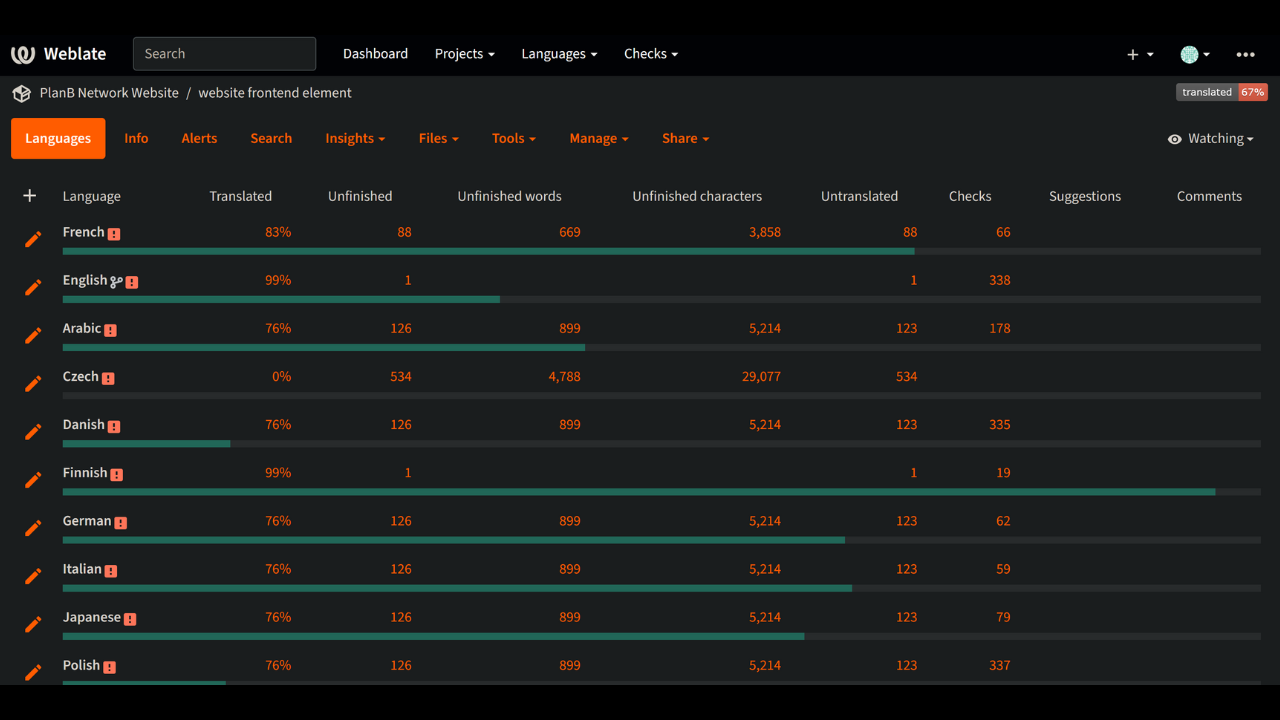 Weblate Search Dashboard Projects Languages Checks
PlanB Network Website / website frontend element translated 67%
Languages Info Alerts Search Insights Files Tools Manage Share Watching
Language Translated Unfinished Unfinished words Unfinished characters Untranslated Checks Suggestions Comments
French 83% 88 669 3,858 88 66
English 99% 1 1 338
Arabic 76% 126 899 5,214 123 178
Czech 0% 534 4,788 29,077 534
Danish 76% 126 899 5,214 123 335
Finnish 99% 1 1 19
German 76% 126 899 5,214 123 62
Italian 76% 126 899 5,214 123 59
Japanese 76% 126 899 5,214 123 79
Polish 76% 126 899 5,214 123 337